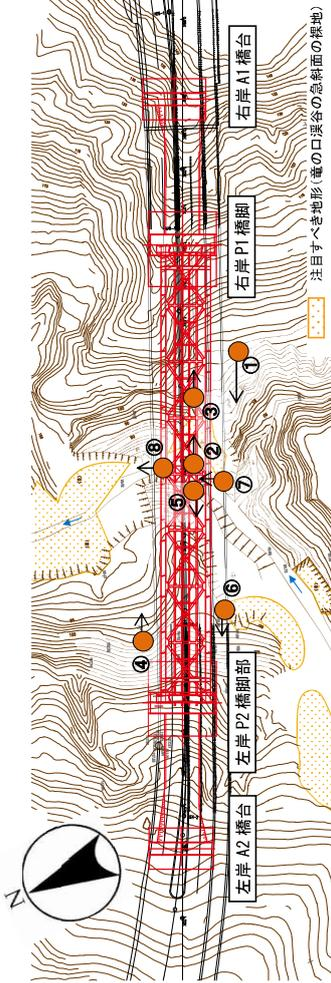 右岸 A1 橋台
右岸 P1 橋脚
注目すべき地形(竜の口渓谷の急斜面の裸地)
①
③
②
⑧
⑤
⑦
⑥
④
左岸 P2 橋脚部
左岸 A2 橋台
N